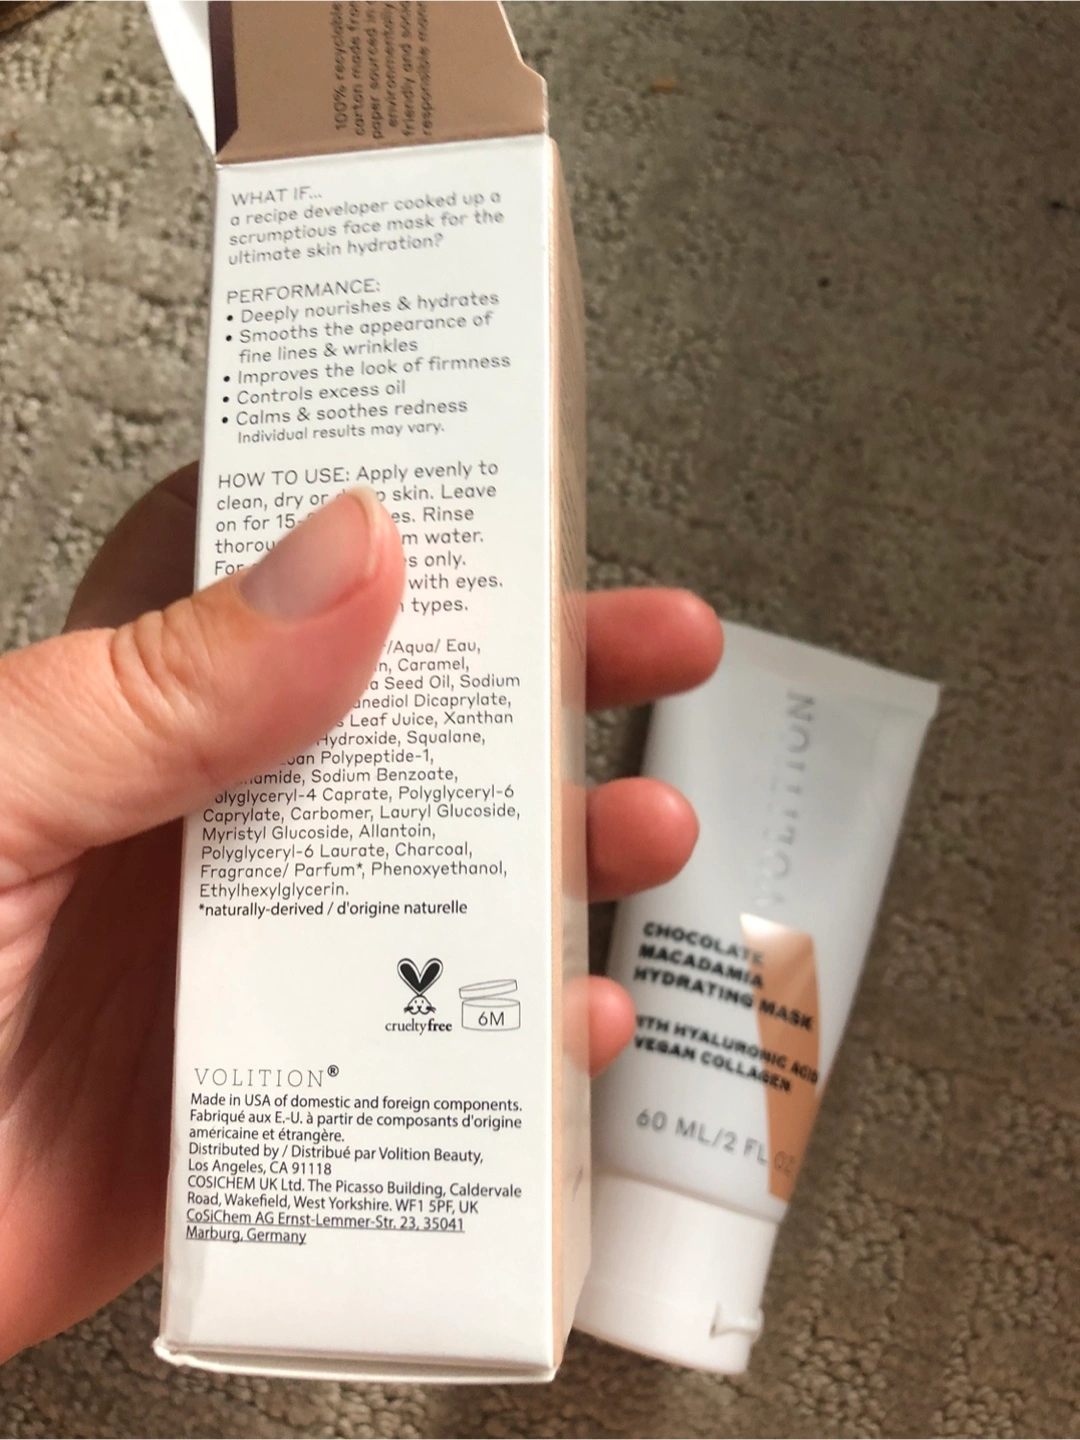 100% recyclable
carton made from
paper sourced in
environmentally
friendly and
responsible
WHAT IF...
a recipe developer cooked up a
scrumptious face mask for the
ultimate skin hydration?
PERFORMANCE:
• Deeply nourishes & hydrates
• Smooths the appearance of
fine lines & wrinkles
• Improves the look of firmness
• Controls excess oil
• Calms & soothes redness
Individual results may vary.
HOW TO USE: Apply evenly to
clean, dry or skin. Leave
on for Rinse
water.
For only.
with eyes.
types.
/Aqua/ Eau,
Caramel,
Seed Oil, Sodium
Dicaprylate,
Leaf Juice, Xanthan
Hydroxide, Squalane,
Polypeptide-1,
Sodium Benzoate,
Polyglyceryl-4 Caprate, Polyglyceryl-6
Caprylate, Carbomer, Lauryl Glucoside,
Myristyl Glucoside, Allantoin,
Polyglyceryl-6 Laurate, Charcoal,
Fragrance/ Parfum*, Phenoxyethanol,
Ethylhexylglycerin.
*naturally-derived / d'origine naturelle
crueltyfree
6M
VOLITION®
Made in USA of domestic and foreign components.
Fabriqué aux E.-U. à partir de composants d'origine
américaine et étrangère.
Distributed by / Distribué par Volition Beauty,
Los Angeles, CA 91118
COSICHEM UK Ltd. The Picasso Building, Caldervale
Road, Wakefield, West Yorkshire. WF1 5PF, UK
CoSiChem AG Ernst-Lemmer-Str. 23, 35041
Marburg, Germany
VOLITION
CHOCOLATE
MACADAMIA
HYDRATING MASK
WITH HYALURONIC ACID
VEGAN COLLAGEN
60 ML/2 FL OZ